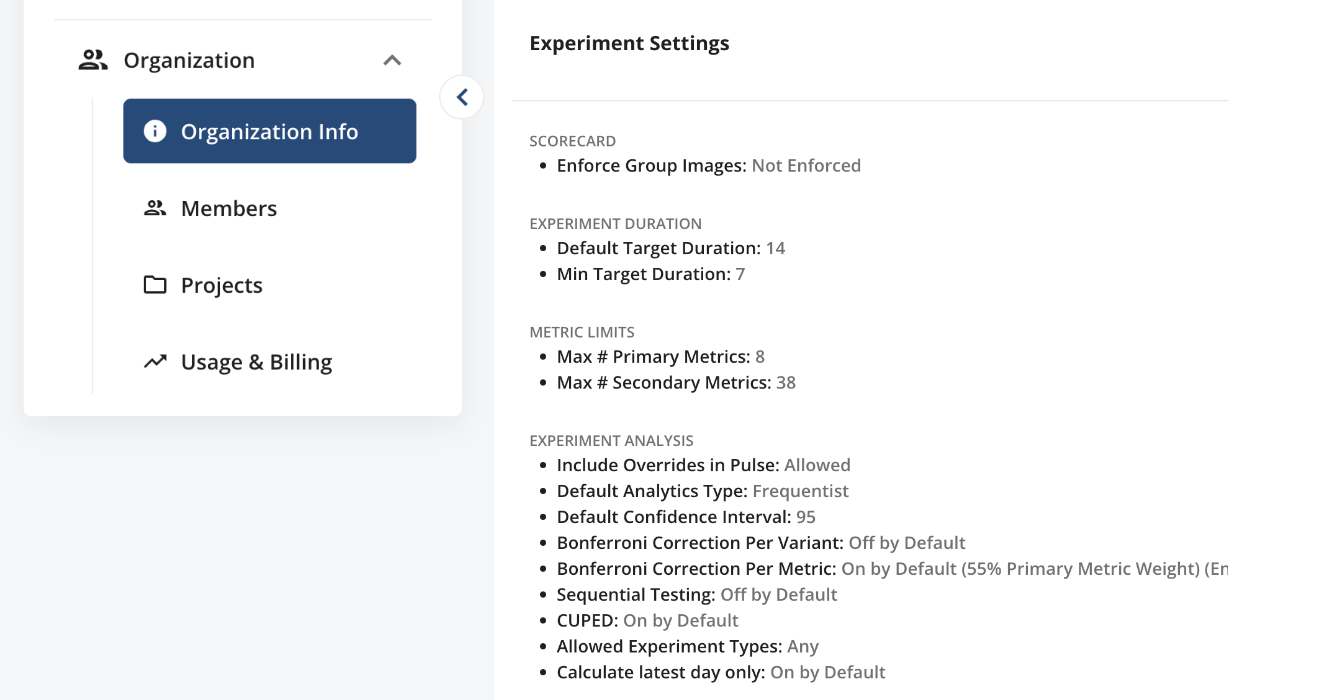 Organization
Organization Info
Members
Projects
Usage & Billing
Experiment Settings
SCORECARD
• Enforce Group Images: Not Enforced
EXPERIMENT DURATION
• Default Target Duration: 14
• Min Target Duration: 7
METRIC LIMITS
• Max # Primary Metrics: 8
• Max # Secondary Metrics: 38
EXPERIMENT ANALYSIS
• Include Overrides in Pulse: Allowed
• Default Analytics Type: Frequentist
• Default Confidence Interval: 95
• Bonferroni Correction Per Variant: Off by Default
• Bonferroni Correction Per Metric: On by Default (55% Primary Metric Weight) (En
• Sequential Testing: Off by Default
• CUPED: On by Default
• Allowed Experiment Types: Any
• Calculate latest day only: On by Default